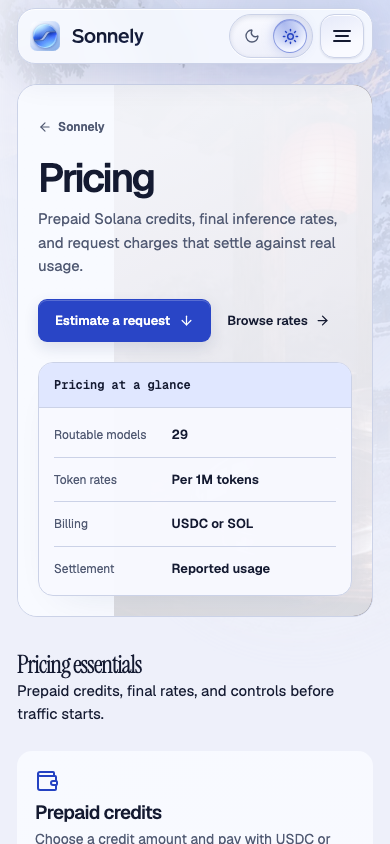 Sonnely
Sonnely
Pricing
Prepaid Solana credits, final inference rates,
and request charges that settle against real
usage.
Estimate a request
Browse rates
Pricing at a glance
Routable models 29
Token rates Per 1M tokens
Billing USDC or SOL
Settlement Reported usage
Pricing essentials
Prepaid credits, final rates, and controls before
traffic starts.
Prepaid credits
Choose a credit amount and pay with USDC or